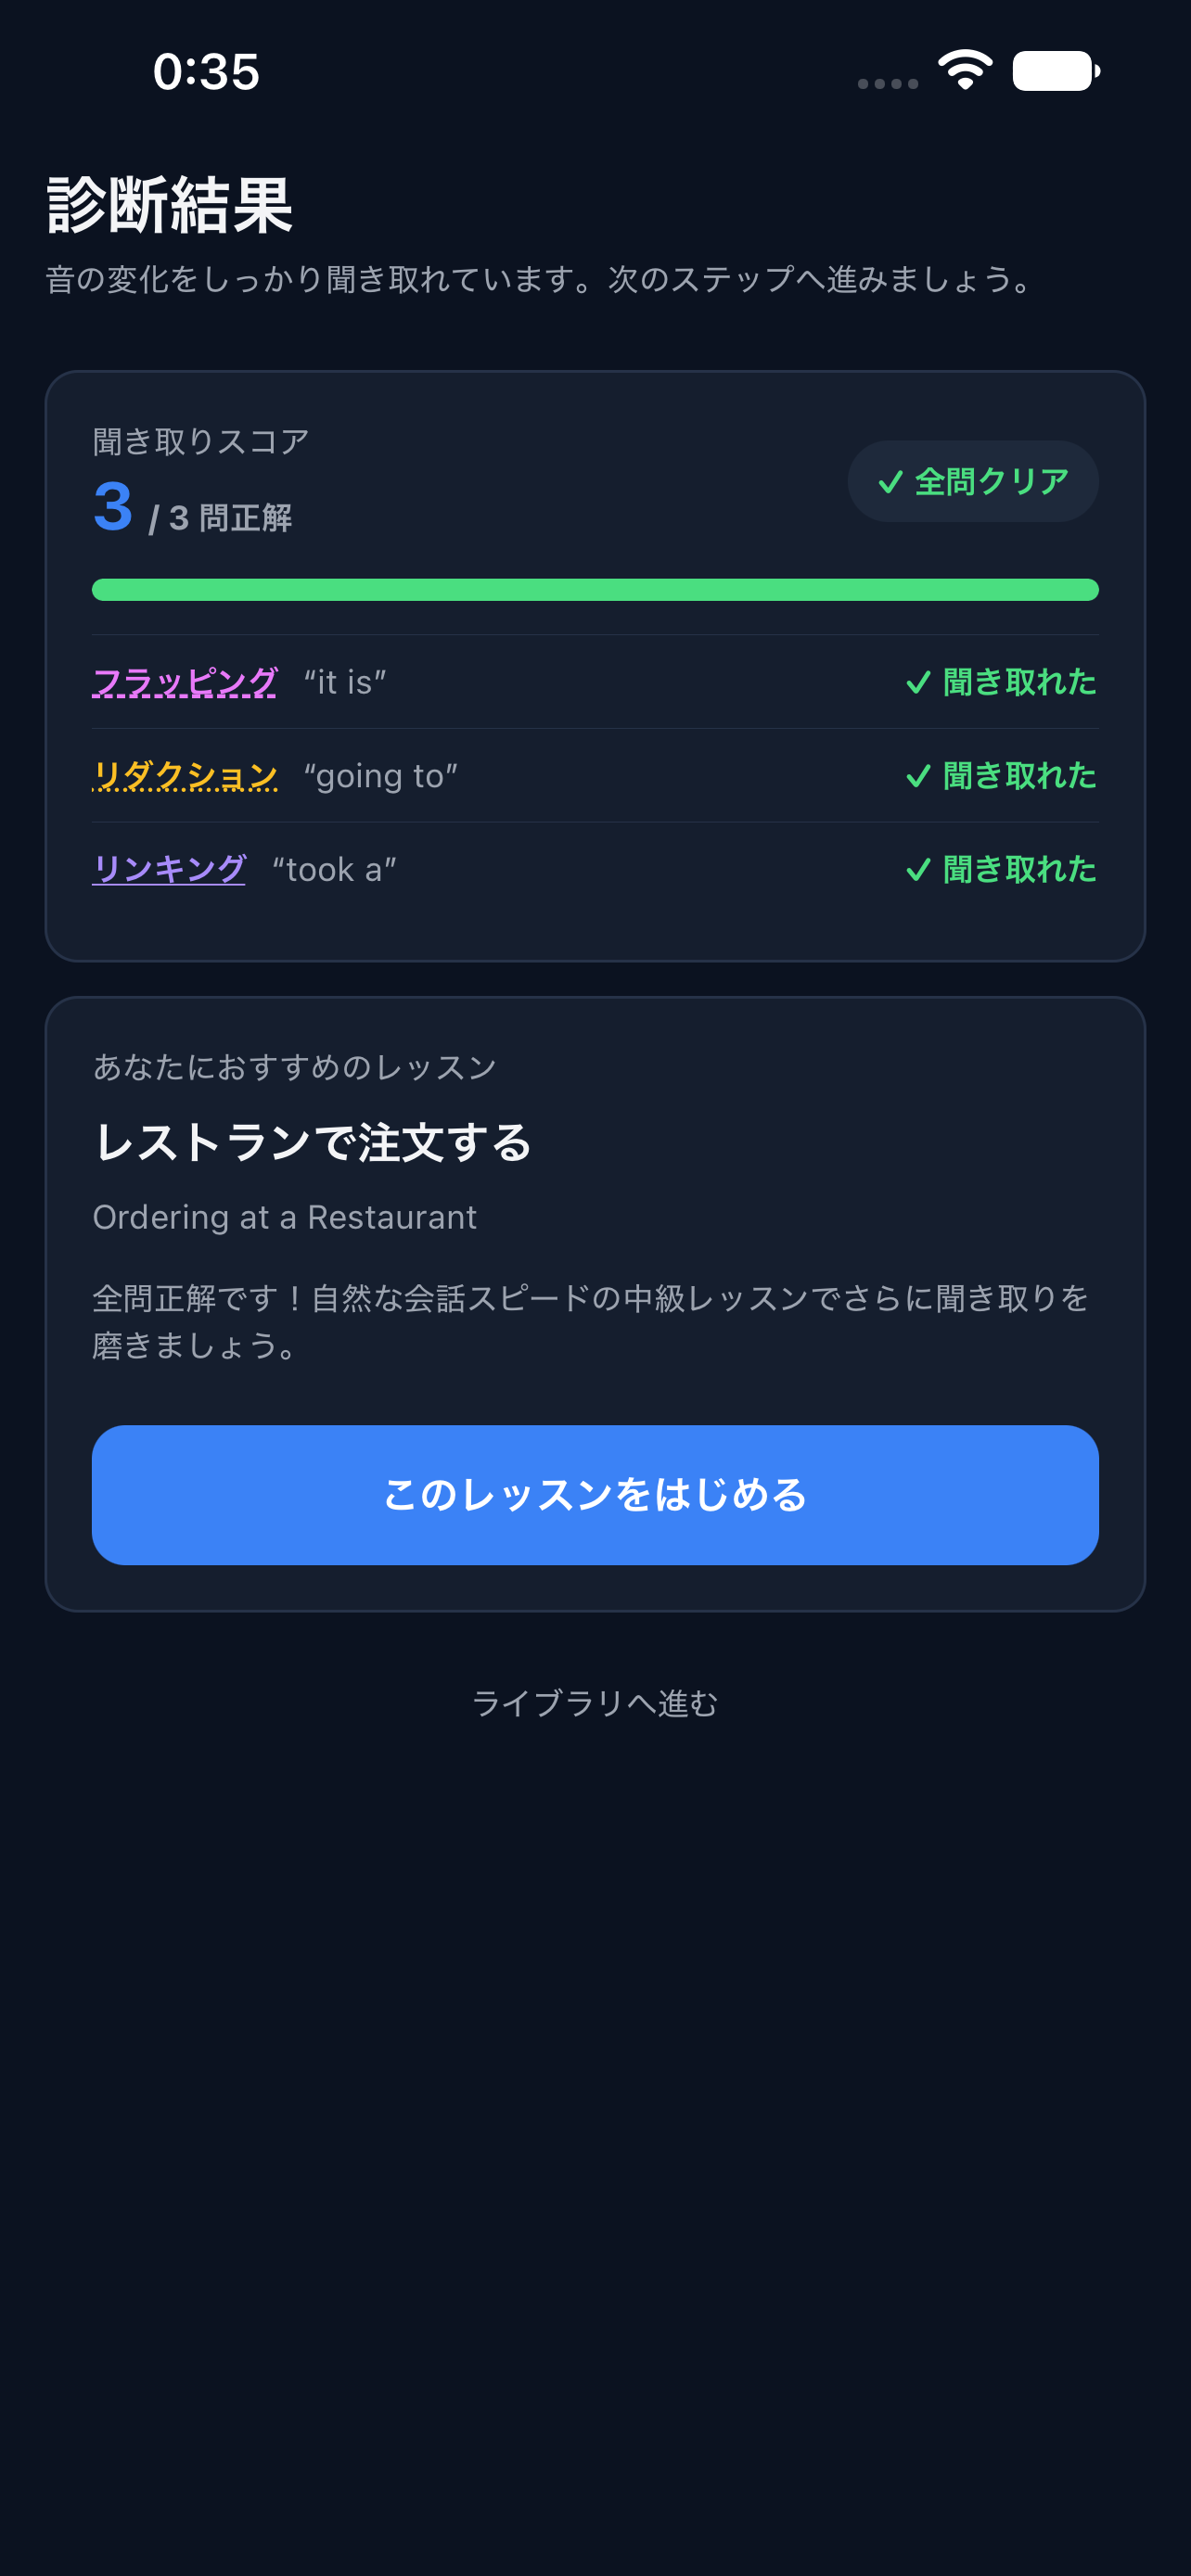 0:35
診断結果
音の変化をしっかり聞き取れています。次のステップへ進みましょう。
聞き取りスコア
3 / 3 問正解
✓ 全問クリア
フラッピング “it is” ✓ 聞き取れた
リダクション “going to” ✓ 聞き取れた
リンキング “took a” ✓ 聞き取れた
あなたにおすすめのレッスン
レストランで注文する
Ordering at a Restaurant
全問正解です！自然な会話スピードの中級レッスンでさらに聞き取りを
磨きましょう。
このレッスンをはじめる
ライブラリへ進む